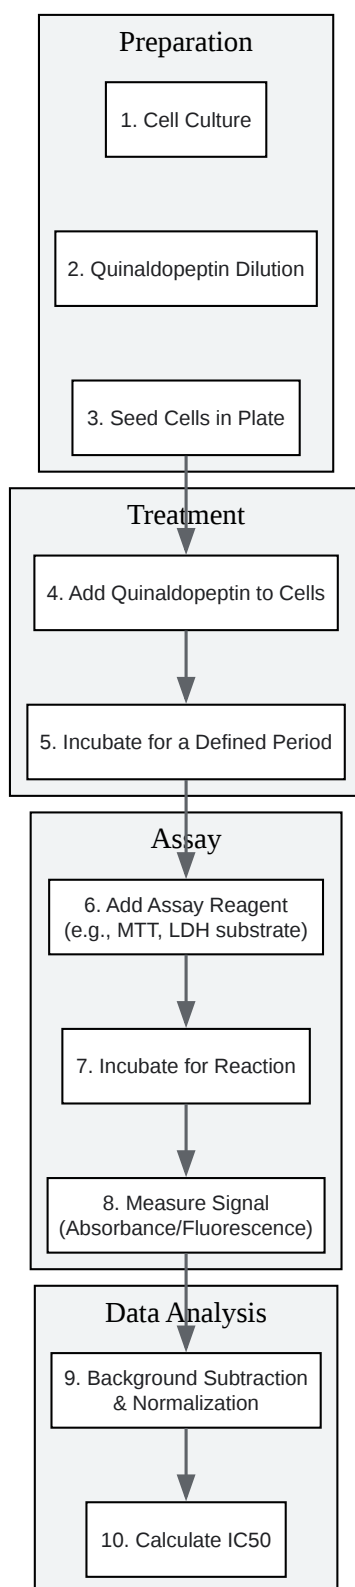 Preparation
1. Cell Culture
2. Quinaldopeptin Dilution
3. Seed Cells in Plate
Treatment
4. Add Quinaldopeptin to Cells
5. Incubate for a Defined Period
Assay
6. Add Assay Reagent
(e.g., MTT, LDH substrate)
7. Incubate for Reaction
8. Measure Signal
(Absorbance/Fluorescence)
Data Analysis
9. Background Subtraction
& Normalization
10. Calculate IC50